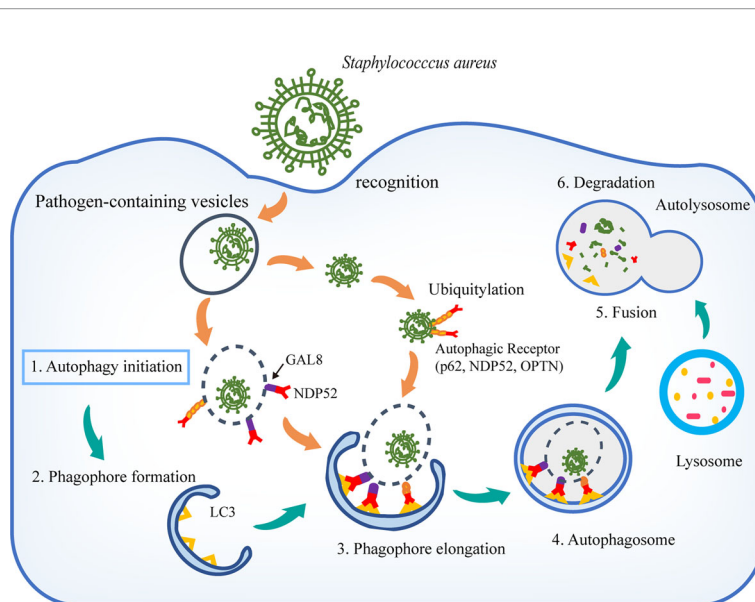 Staphylococccus aureus
recognition
Pathogen-containing vesicles
6. Degradation
Autolysosome
Ubiquitylation
5. Fusion
1. Autophagy initiation
GAL8
Autophagic Receptor
(p62, NDP52, OPTN)
NDP52
Lysosome
2. Phagophore formation
LC3
3. Phagophore elongation
4. Autophagosome